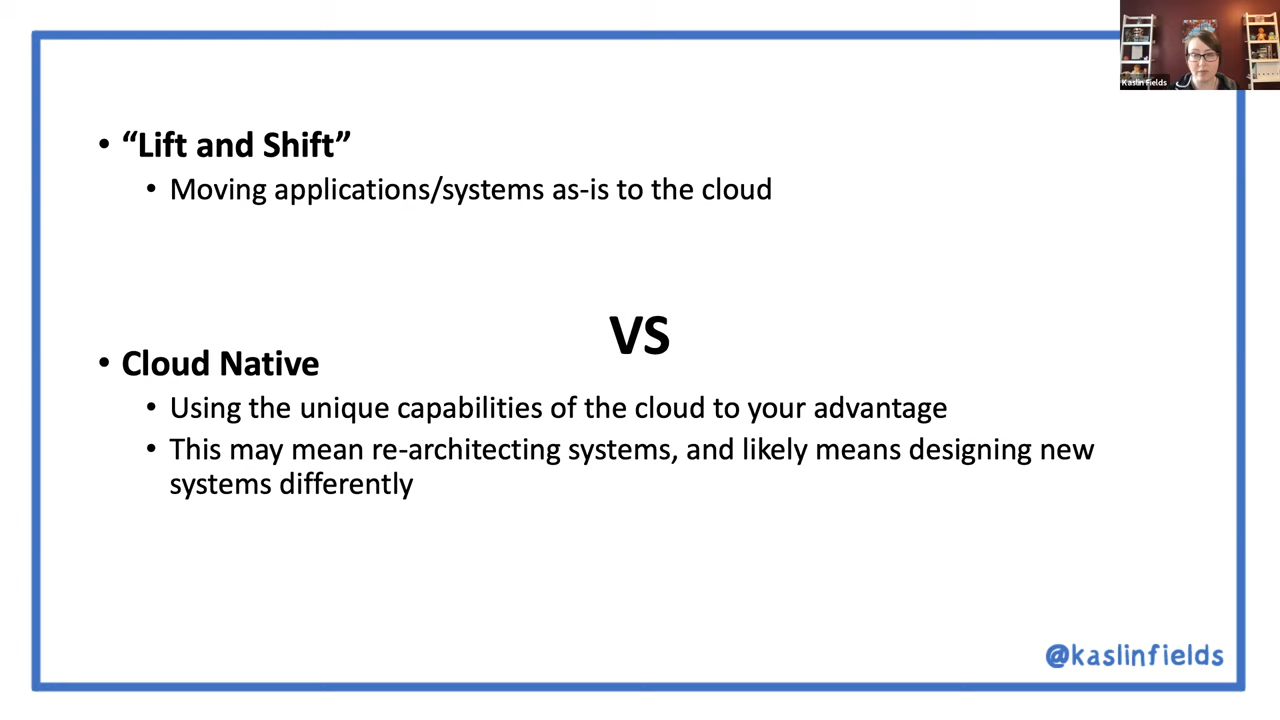 Kaslin Fields
• “Lift and Shift”
• Moving applications/systems as-is to the cloud
VS
• Cloud Native
• Using the unique capabilities of the cloud to your advantage
• This may mean re-architecting systems, and likely means designing new
systems differently
@kaslinfields